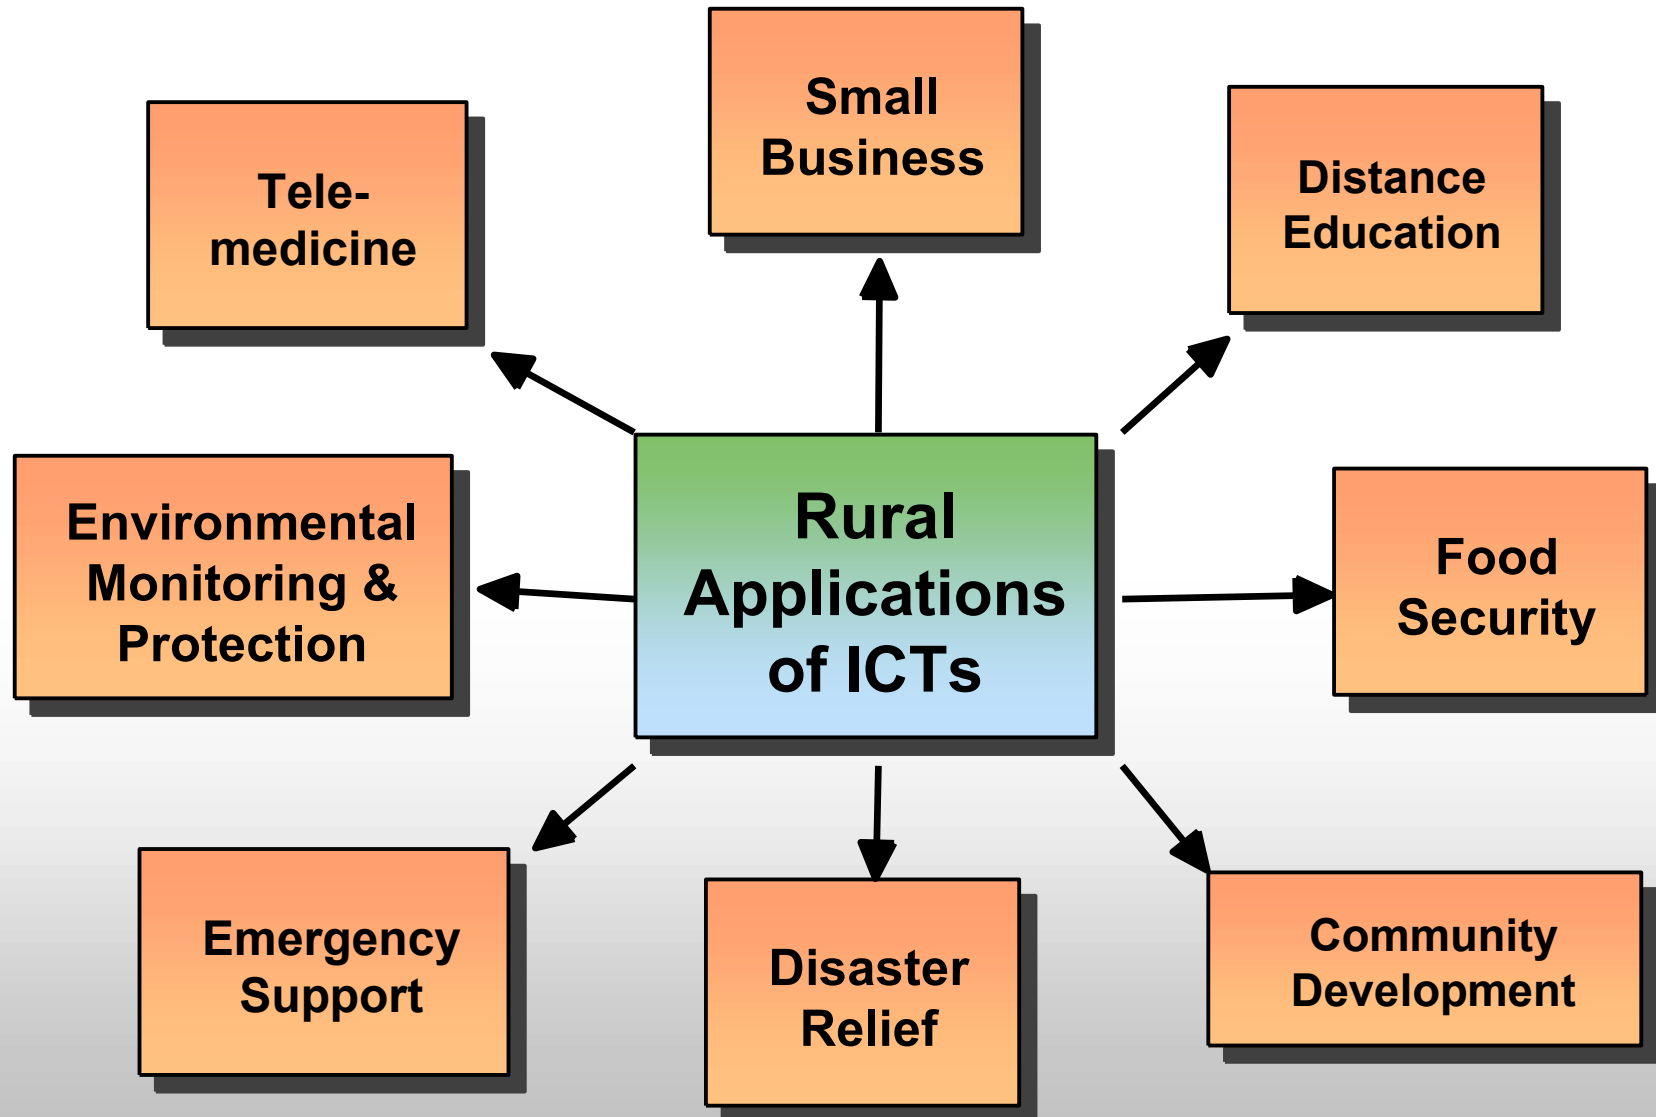 Small
Business
Tele-
medicine
Distance
Education
Environmental
Monitoring &
Protection
Rural
Applications
of ICTs
Food
Security
Emergency
Support
Disaster
Relief
Community
Development